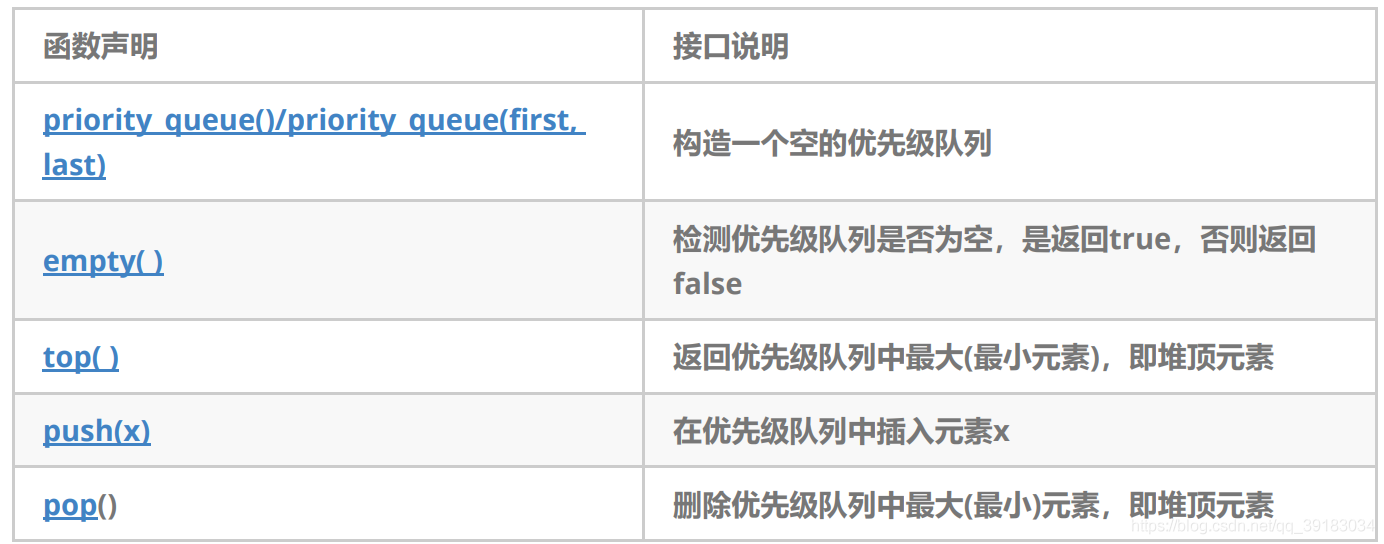 函数声明
接口说明
priority_queue()/priority_queue(first,
last)
构造一个空的优先级队列
empty( )
检测优先级队列是否为空，是返回true，否则返回
false
top( )
返回优先级队列中最大(最小元素)，即堆顶元素
push(x)
在优先级队列中插入元素x
pop()
删除优先级队列中最大(最小)元素，即堆顶元素
https://blog.csdn.net/qq_39183034